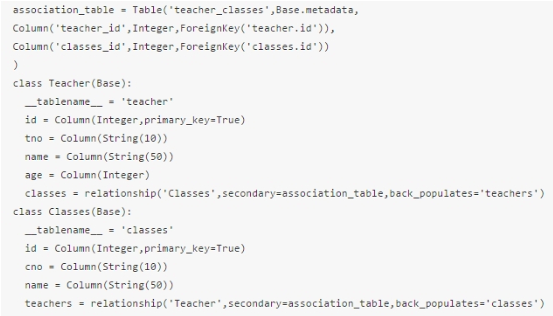 association_table = Table('teacher_classes',Base.metadata,
Column('teacher_id',Integer,ForeignKey('teacher.id')),
Column('classes_id',Integer,ForeignKey('classes.id'))
)
class Teacher(Base):
  __tablename__ = 'teacher'
  id = Column(Integer,primary_key=True)
  tno = Column(String(10))
  name = Column(String(50))
  age = Column(Integer)
  classes = relationship('Classes',secondary=association_table,back_populates='teachers')
class Classes(Base):
  __tablename__ = 'classes'
  id = Column(Integer,primary_key=True)
  cno = Column(String(10))
  name = Column(String(50))
  teachers = relationship('Teacher',secondary=association_table,back_populates='classes')